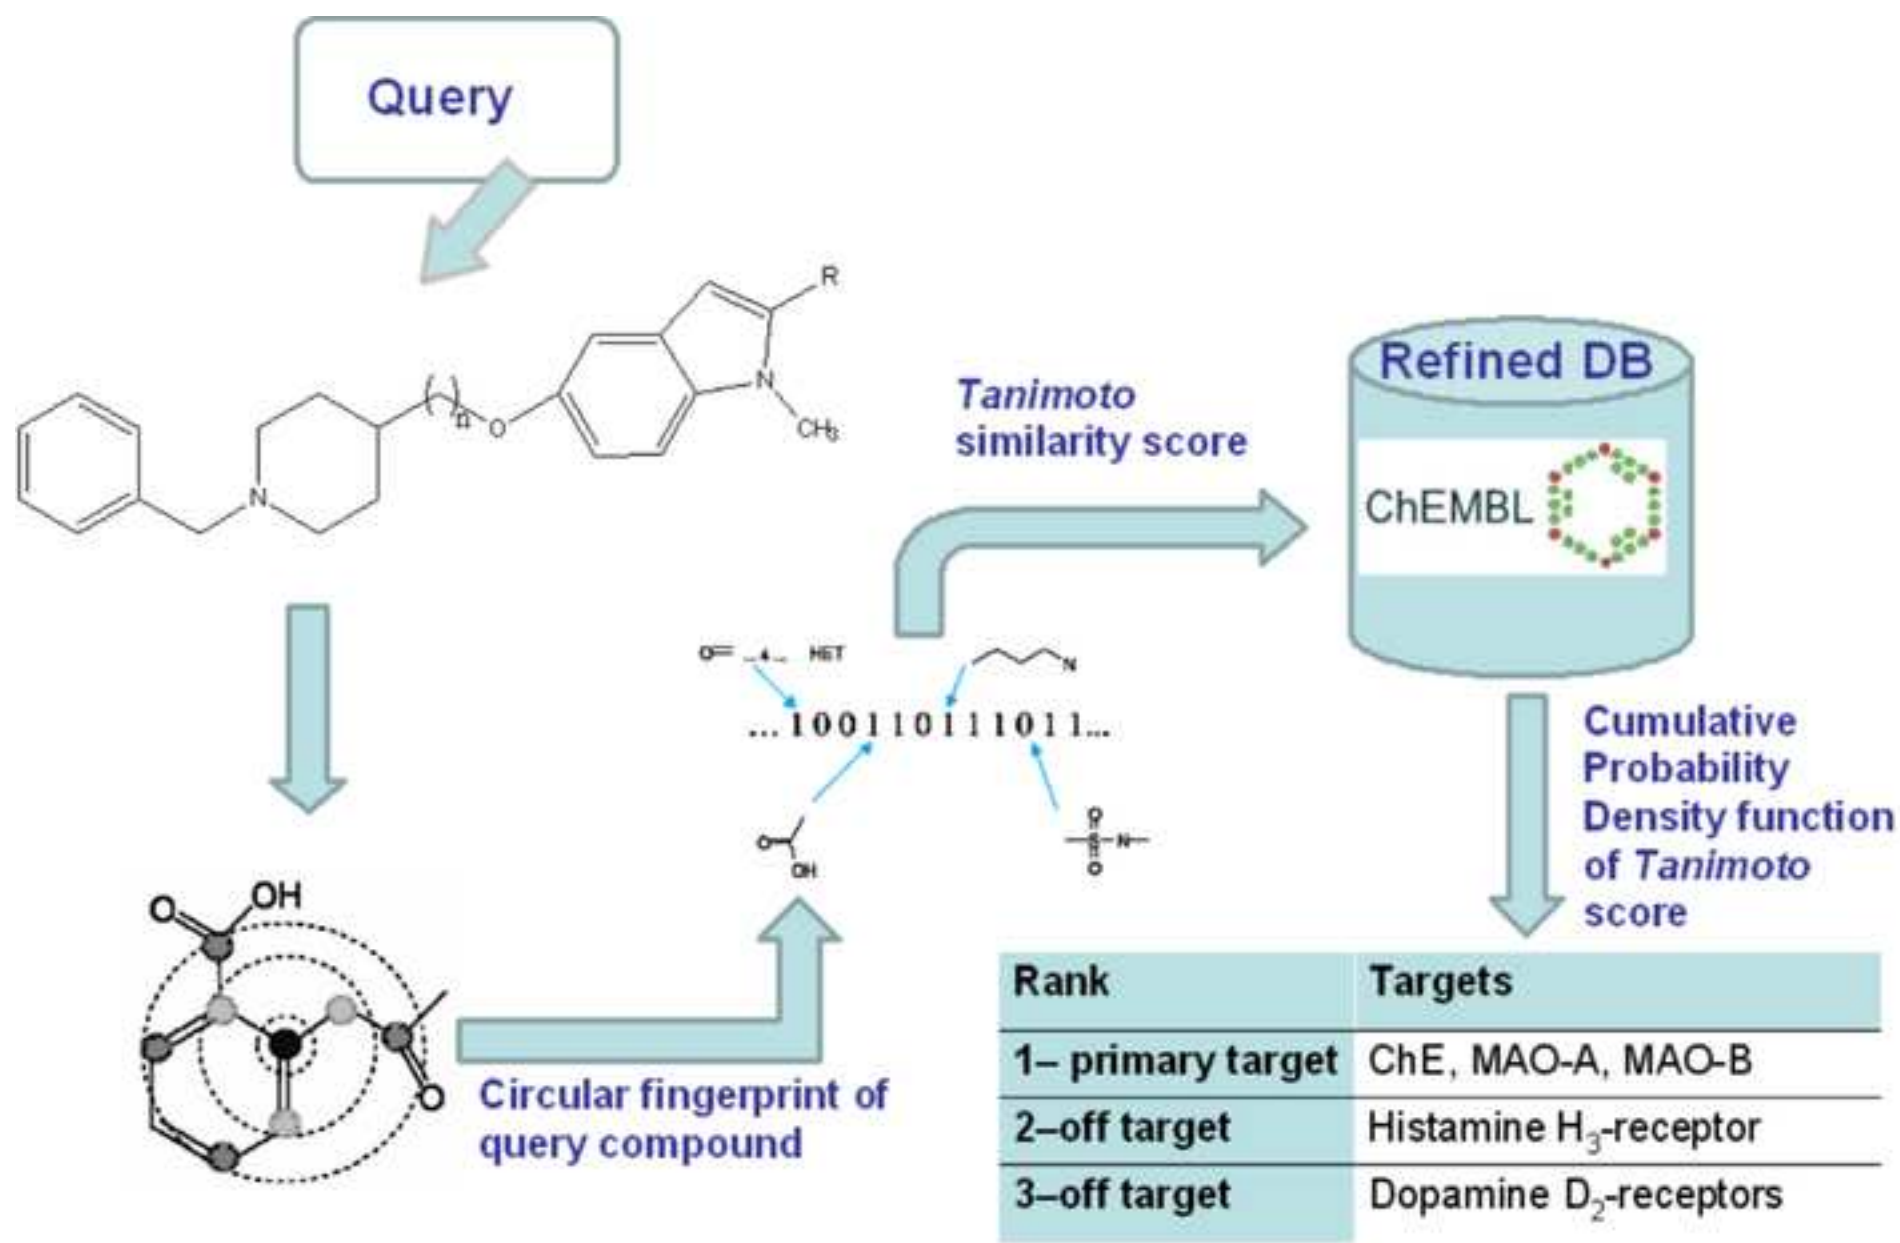 Query
R
N
CH₃
( )n
O
N
Tanimoto
similarity score
Refined DB
ChEMBL
O= ...4... HET
N
...100110111011...
O
OH
O
S
N
O
Cumulative
Probability
Density function
of Tanimoto
score
O
OH
O
Circular fingerprint of
query compound
Rank Targets
1– primary target ChE, MAO-A, MAO-B
2–off target Histamine H₃-receptor
3–off target Dopamine D₂-receptors